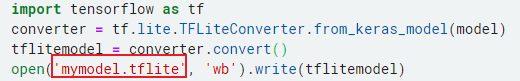 import tensorflow as tf
converter = tf.lite.TFLiteConverter.from_keras_model(model)
tflitemodel = converter.convert()
open('mymodel.tflite', 'wb').write(tflitemodel)